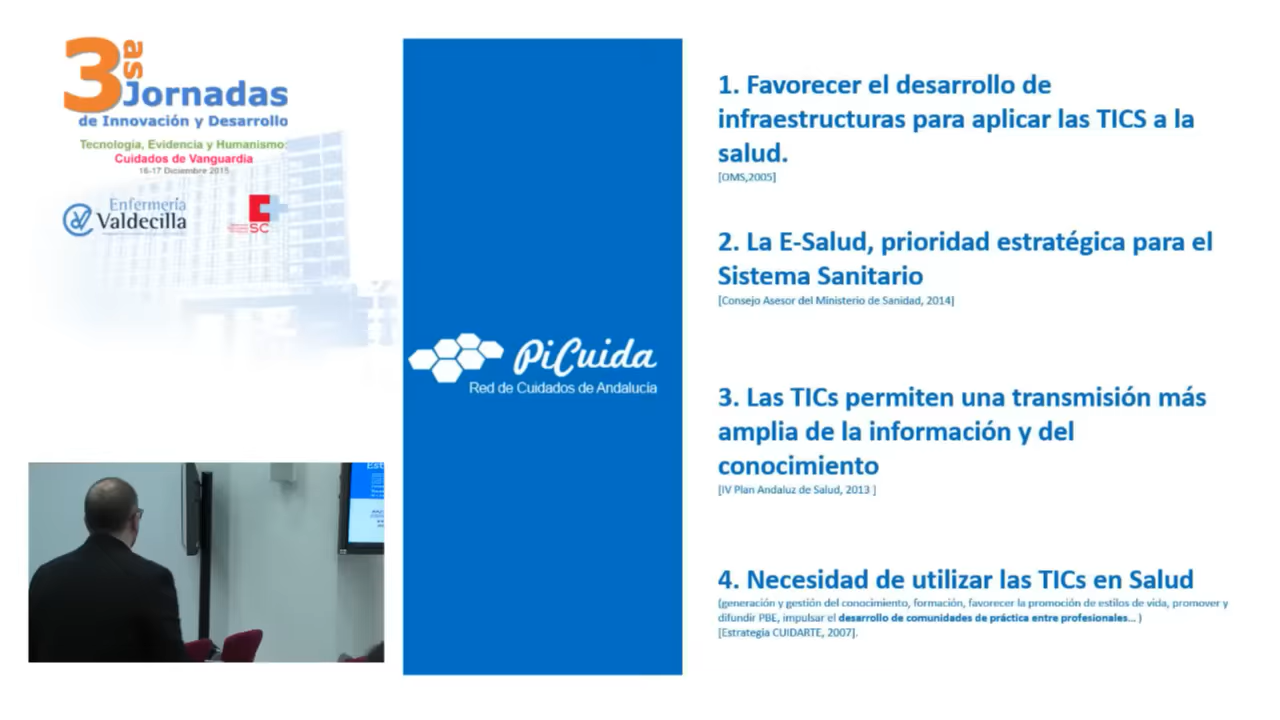 3as
Jornadas
de Innovación y Desarrollo
Tecnología, Evidencia y Humanismo:
Cuidados de Vanguardia
16-17 Diciembre 2015
Enfermería
Valdecilla
SC
PiCuida
Red de Cuidados de Andalucía
1. Favorecer el desarrollo de
infraestructuras para aplicar las TICS a la
salud.
[OMS,2005]
2. La E-Salud, prioridad estratégica para el
Sistema Sanitario
[Consejo Asesor del Ministerio de Sanidad, 2014]
3. Las TICs permiten una transmisión más
amplia de la información y del
conocimiento
[IV Plan Andaluz de Salud, 2013 ]
4. Necesidad de utilizar las TICs en Salud
(generación y gestión del conocimiento, formación, favorecer la promoción de estilos de vida, promover y
difundir PBE, impulsar el desarrollo de comunidades de práctica entre profesionales... )
[Estrategia CUIDARTE, 2007].